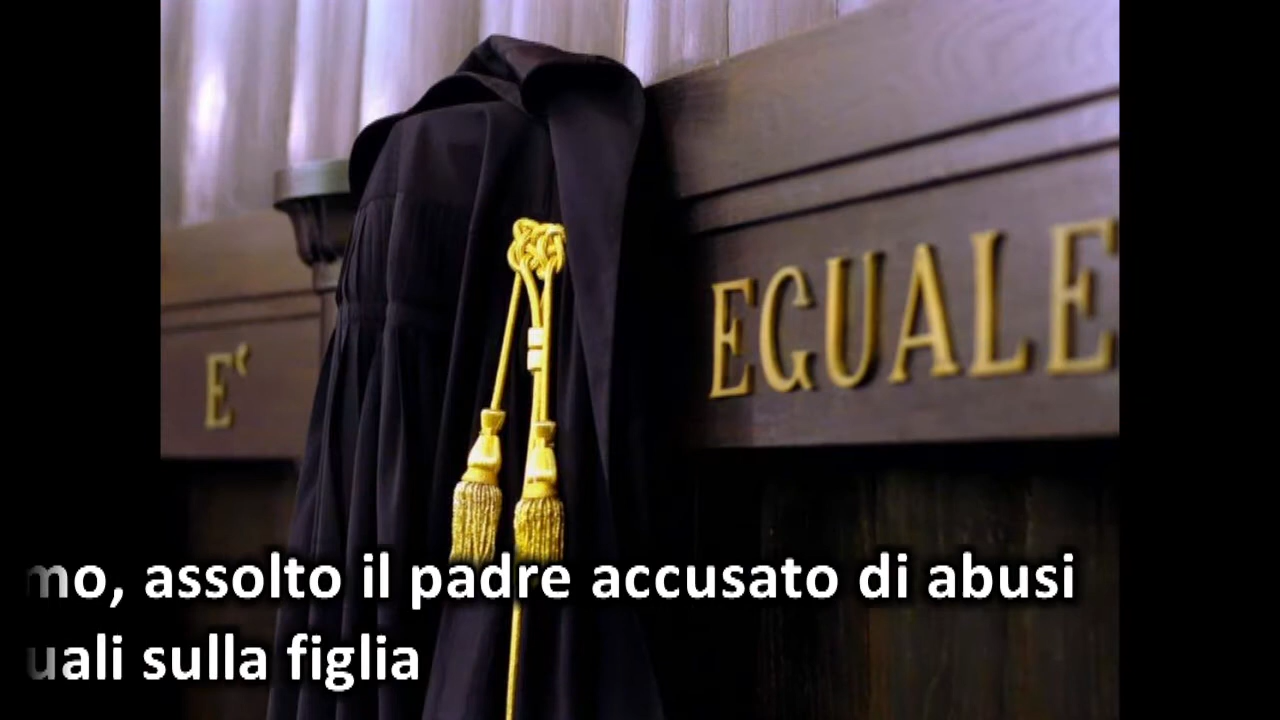 E' EGUALE
mo, assolto il padre accusato di abusi
uali sulla figlia